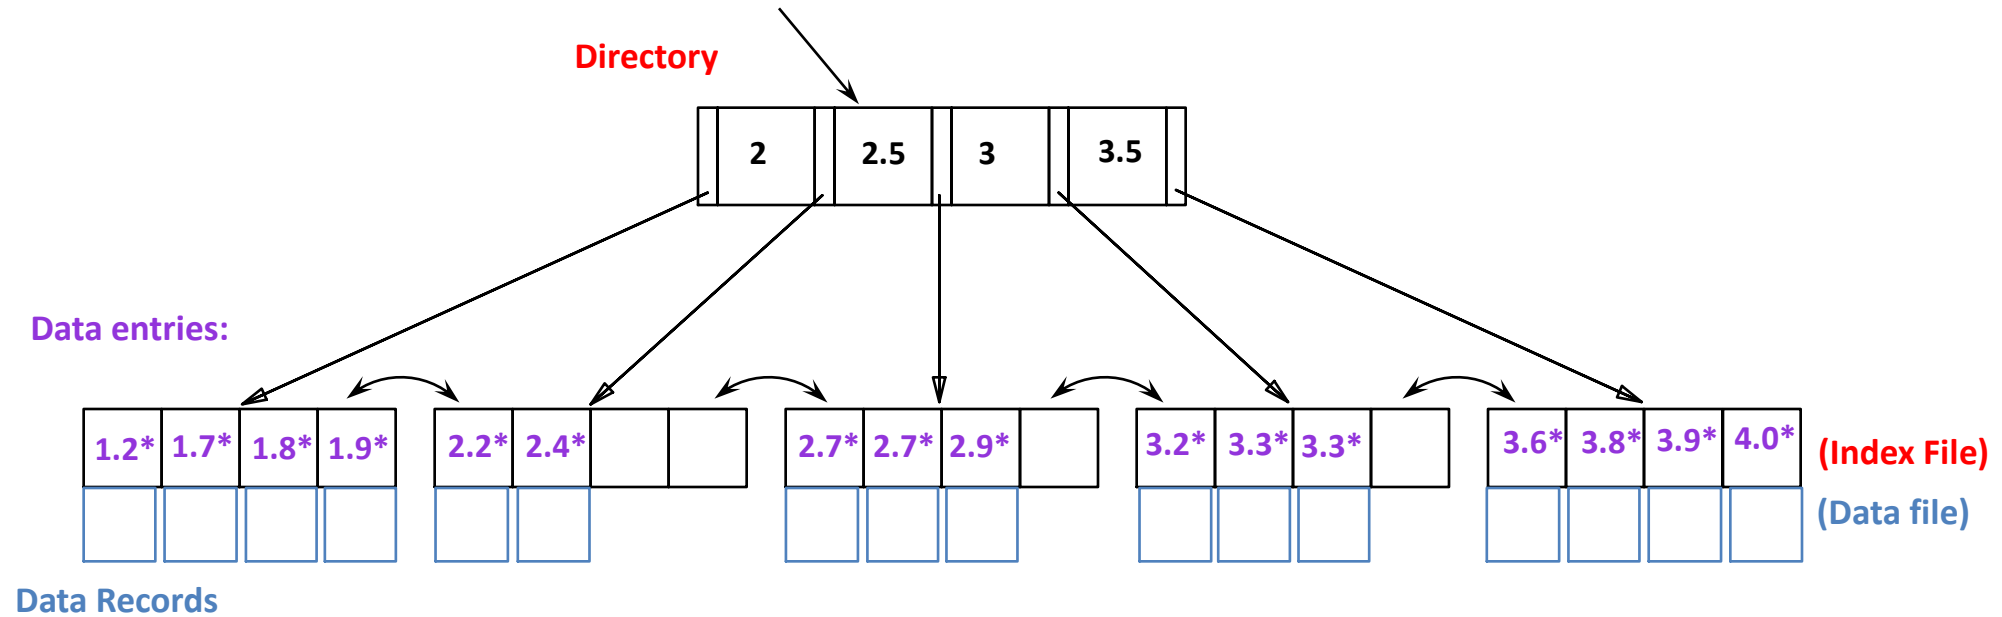 Directory
2 2.5 3 3.5
Data entries:
1.2* 1.7* 1.8* 1.9* 2.2* 2.4* 2.7* 2.7* 2.9* 3.2* 3.3* 3.3* 3.6* 3.8* 3.9* 4.0* (Index File)
(Data file)
Data Records